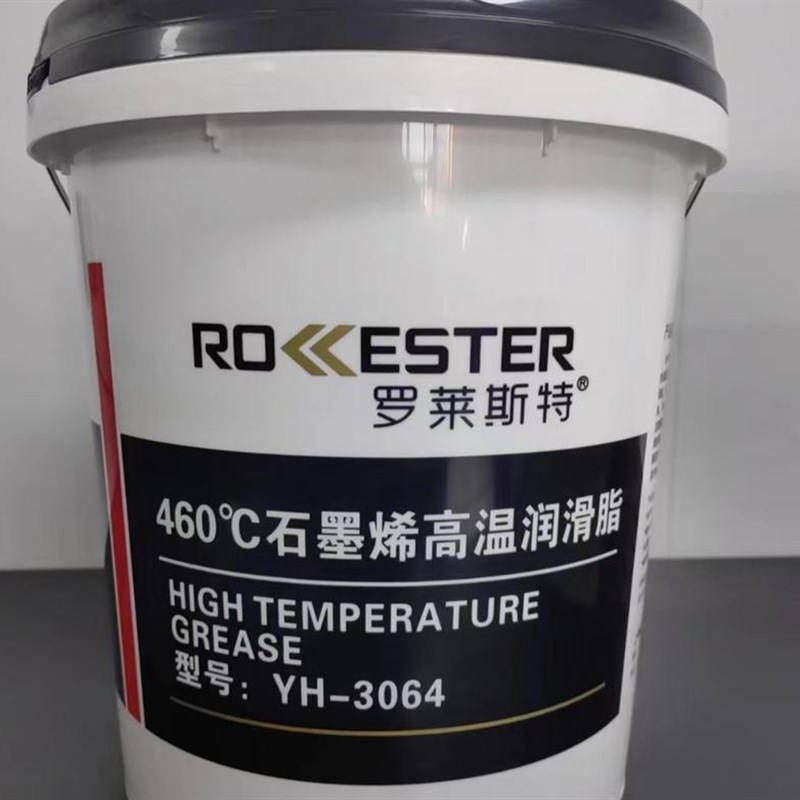 ROKESTER
罗莱斯特®
460℃石墨烯高温润滑脂
HIGH TEMPERATURE
GREASE
型号：YH-3064